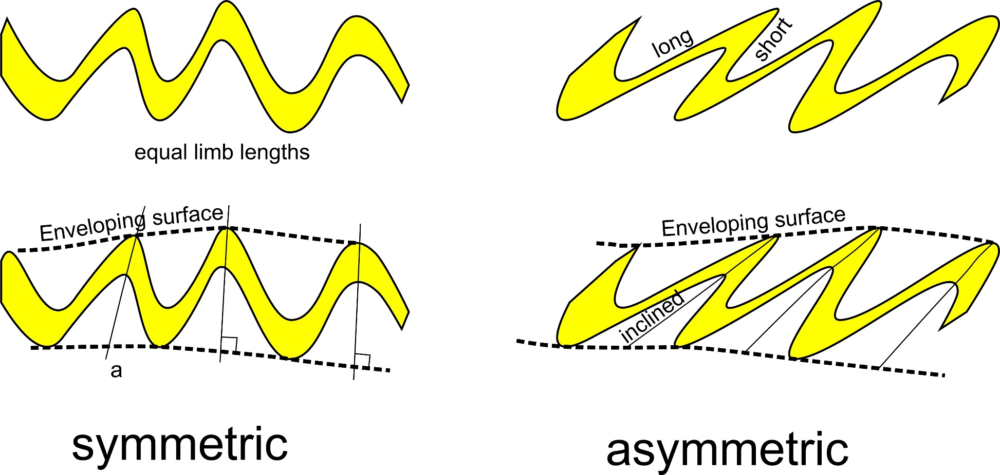 long
short
equal limb lengths
Enveloping surface
a
symmetric
Enveloping surface
inclined
asymmetric